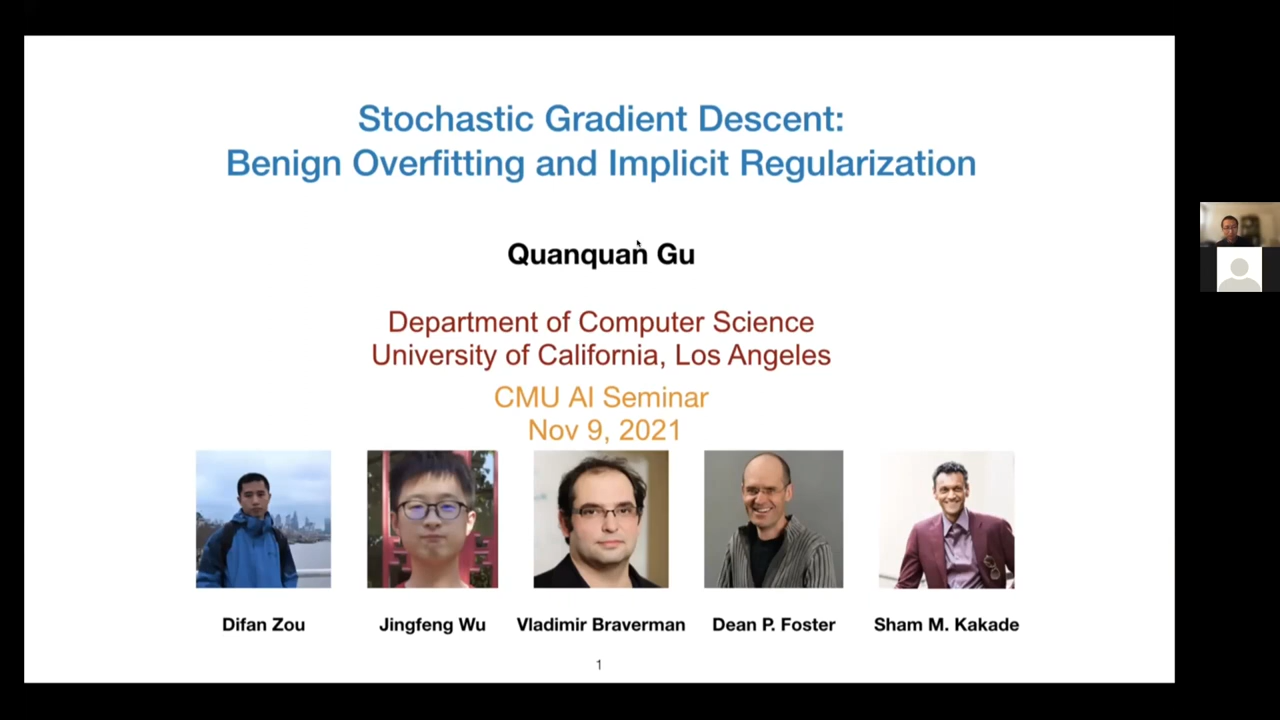 Stochastic Gradient Descent:
Benign Overfitting and Implicit Regularization
Quanquan Gu
Department of Computer Science
University of California, Los Angeles
CMU AI Seminar
Nov 9, 2021
Difan Zou
Jingfeng Wu
Vladimir Braverman
Dean P. Foster
Sham M. Kakade
1